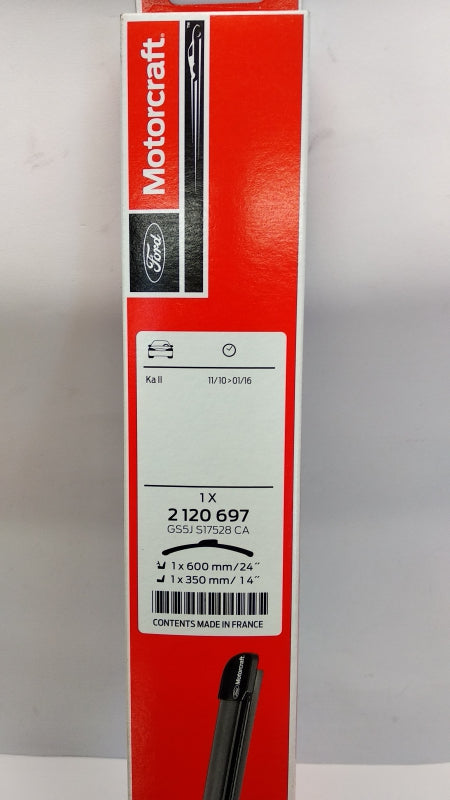 Motorcraft®
Ford
Ka II 11/10>01/16
1 X
2 120 697
GS5J S17528 CA
1 x 600 mm/24˝
1 x 350 mm/ 14˝
CONTENTS MADE IN FRANCE
Ford Motorcraft